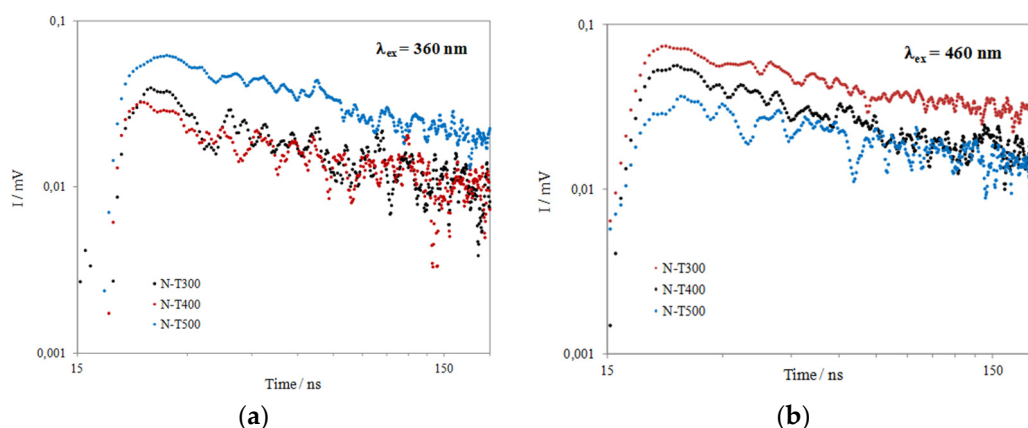 0,1
λex = 360 nm
I / mV
0,01
N-T300
N-T400
N-T500
0,001
15
150
Time / ns
(a)
0,1
λex = 460 nm
I / mV
0,01
N-T300
N-T400
N-T500
0,001
15
150
Time / ns
(b)